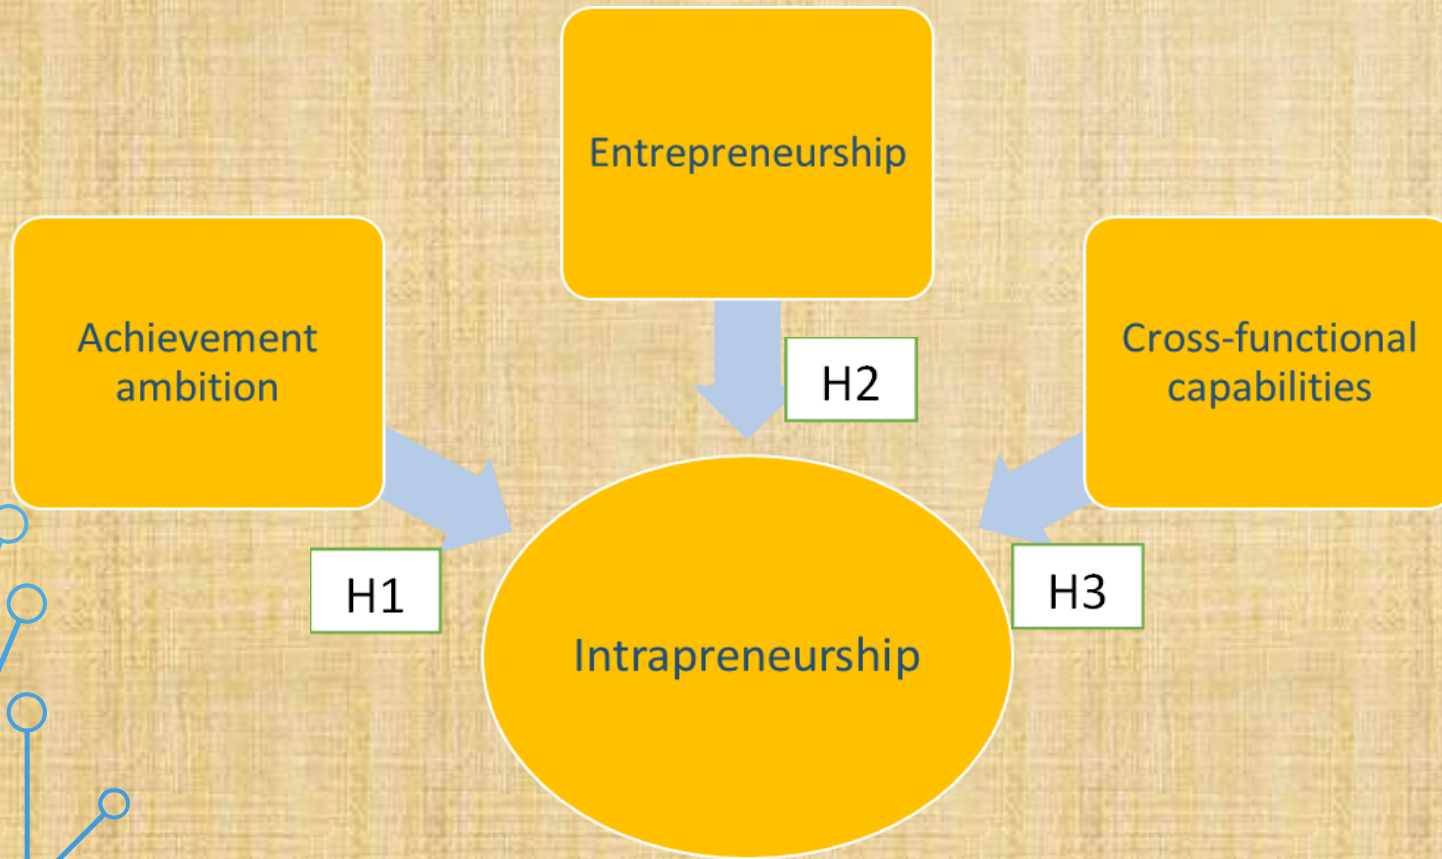 Entrepreneurship
Achievement
ambition
Cross-functional
capabilities
H2
H1
H3
Intrapreneurship